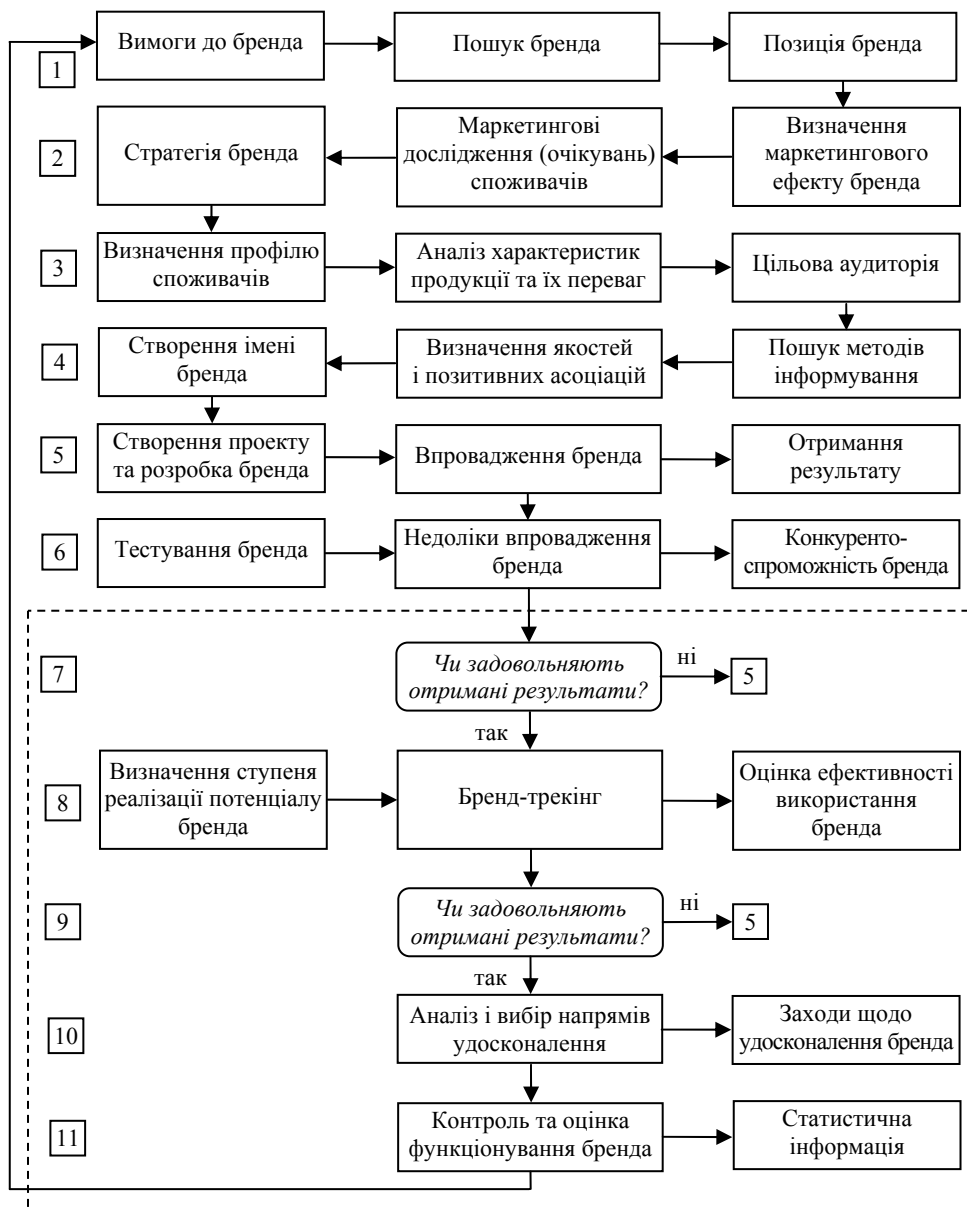 Вимоги до бренда
Пошук бренда
Позиція бренда
1
2
Стратегія бренда
Маркетингові
дослідження (очікувань)
споживачів
Визначення
маркетингового
ефекту бренда
3
Визначення профілю
споживачів
Аналіз характеристик
продукції та їх переваг
Цільова аудиторія
4
Створення імені
бренда
Визначення якостей
і позитивних асоціацій
Пошук методів
інформування
5
Створення проекту
та розробка бренда
Впровадження бренда
Отримання
результату
6
Тестування бренда
Недоліки впровадження
бренда
Конкуренто-
спроможність бренда
7
Чи задовольняють
отримані результати?
ні
5
так
8
Визначення ступеня
реалізації потенціалу
бренда
Бренд-трекінг
Оцінка ефективності
використання
бренда
9
Чи задовольняють
отримані результати?
ні
5
так
10
Аналіз і вибір напрямів
удосконалення
Заходи щодо
удосконалення бренда
11
Контроль та оцінка
функціонування бренда
Статистична
інформація